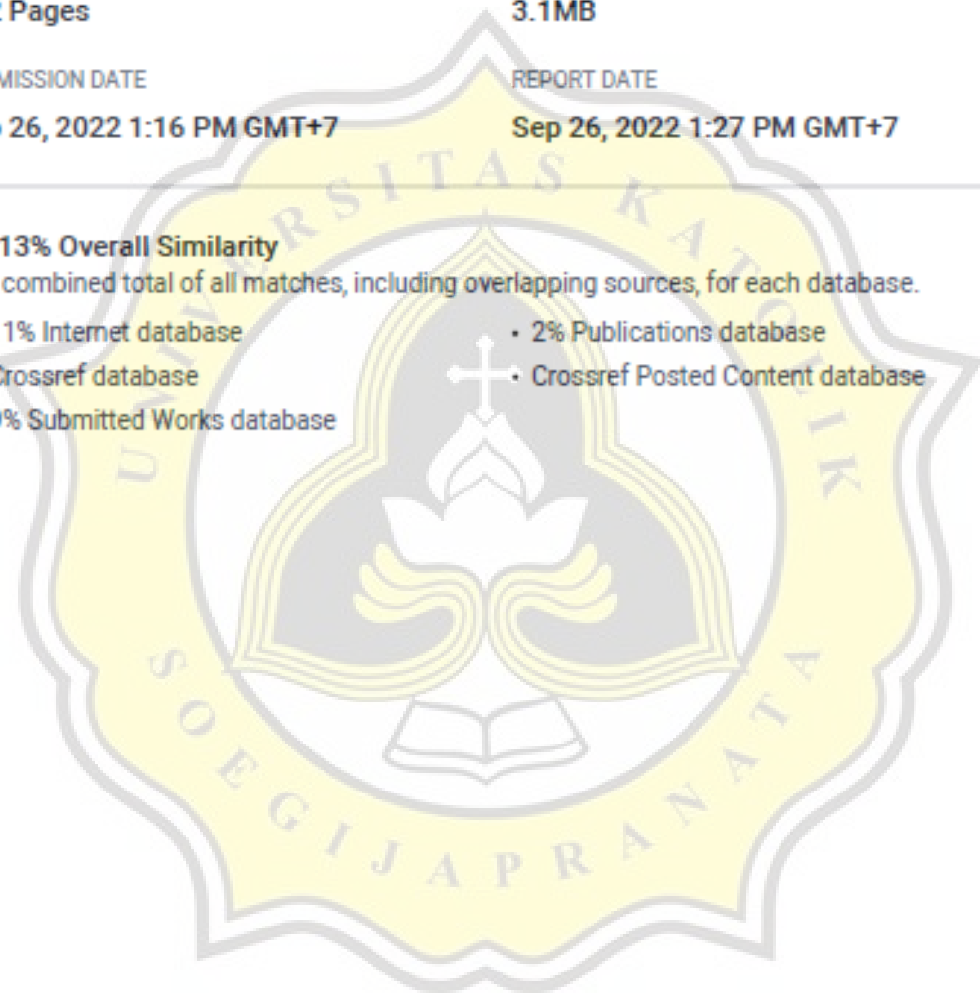 Pages 3.1MB
MISSION DATE REPORT DATE
26, 2022 1:16 PM GMT+7 Sep 26, 2022 1:27 PM GMT+7
13% Overall Similarity
combined total of all matches, including overlapping sources, for each database.
1% Internet database • 2% Publications database
Crossref database • Crossref Posted Content database
% Submitted Works database
UNIVERSITAS KATOLIK
SOEGIJAPRANATA